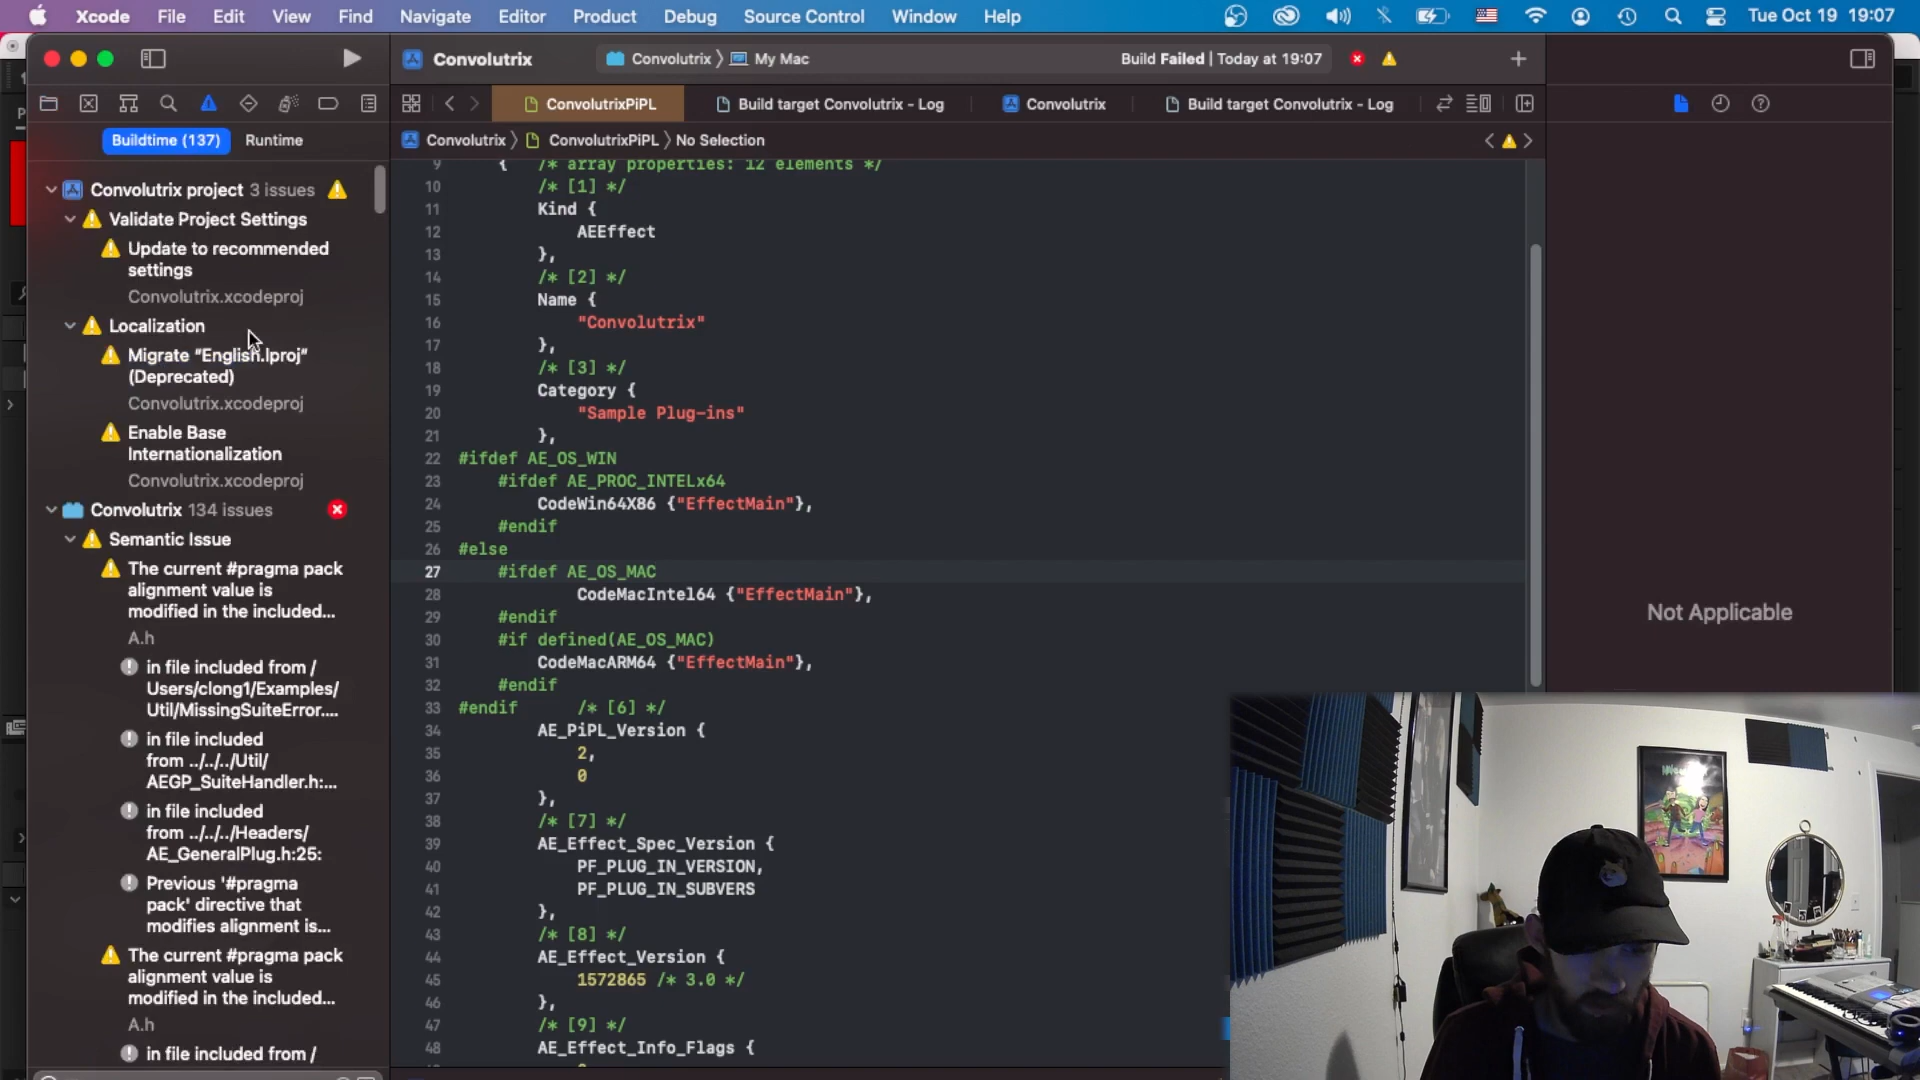 Xcode File Edit View Find Navigate Editor Product Debug Source Control Window Help Tue Oct 19 19:07
Convolutrix Convolutrix 〉 My Mac Build Failed | Today at 19:07
ConvolutrixPiPL Build target Convolutrix - Log Convolutrix Build target Convolutrix - Log
Buildtime (137) Runtime
Convolutrix 〉 ConvolutrixPiPL 〉 No Selection
Convolutrix project 3 issues
Validate Project Settings
Update to recommended
settings
Convolutrix.xcodeproj
Localization
Migrate “English.lproj”
(Deprecated)
Convolutrix.xcodeproj
Enable Base
Internationalization
Convolutrix.xcodeproj
Convolutrix 134 issues
Semantic Issue
The current #pragma pack
alignment value is
modified in the included...
A.h
in file included from /
Users/clong1/Examples/
Util/MissingSuiteError....
in file included
from ../../../Util/
AEGP_SuiteHandler.h:...
in file included
from ../../../Headers/
AE_GeneralPlug.h:25:
Previous '#pragma
pack' directive that
modifies alignment is...
The current #pragma pack
alignment value is
modified in the included...
A.h
in file included from /
9 { /* array properties: 12 elements */
10 /* [1] */
11 Kind {
12 AEEffect
13 },
14 /* [2] */
15 Name {
16 "Convolutrix"
17 },
18 /* [3] */
19 Category {
20 "Sample Plug-ins"
21 },
22 #ifdef AE_OS_WIN
23 #ifdef AE_PROC_INTELx64
24 CodeWin64X86 {"EffectMain"},
25 #endif
26 #else
27 #ifdef AE_OS_MAC
28 CodeMacIntel64 {"EffectMain"},
29 #endif
30 #if defined(AE_OS_MAC)
31 CodeMacARM64 {"EffectMain"},
32 #endif
33 #endif /* [6] */
34 AE_PiPL_Version {
35 2,
36 0
37 },
38 /* [7] */
39 AE_Effect_Spec_Version {
40 PF_PLUG_IN_VERSION,
41 PF_PLUG_IN_SUBVERS
42 },
43 /* [8] */
44 AE_Effect_Version {
45 1572865 /* 3.0 */
46 },
47 /* [9] */
48 AE_Effect_Info_Flags {
Not Applicable